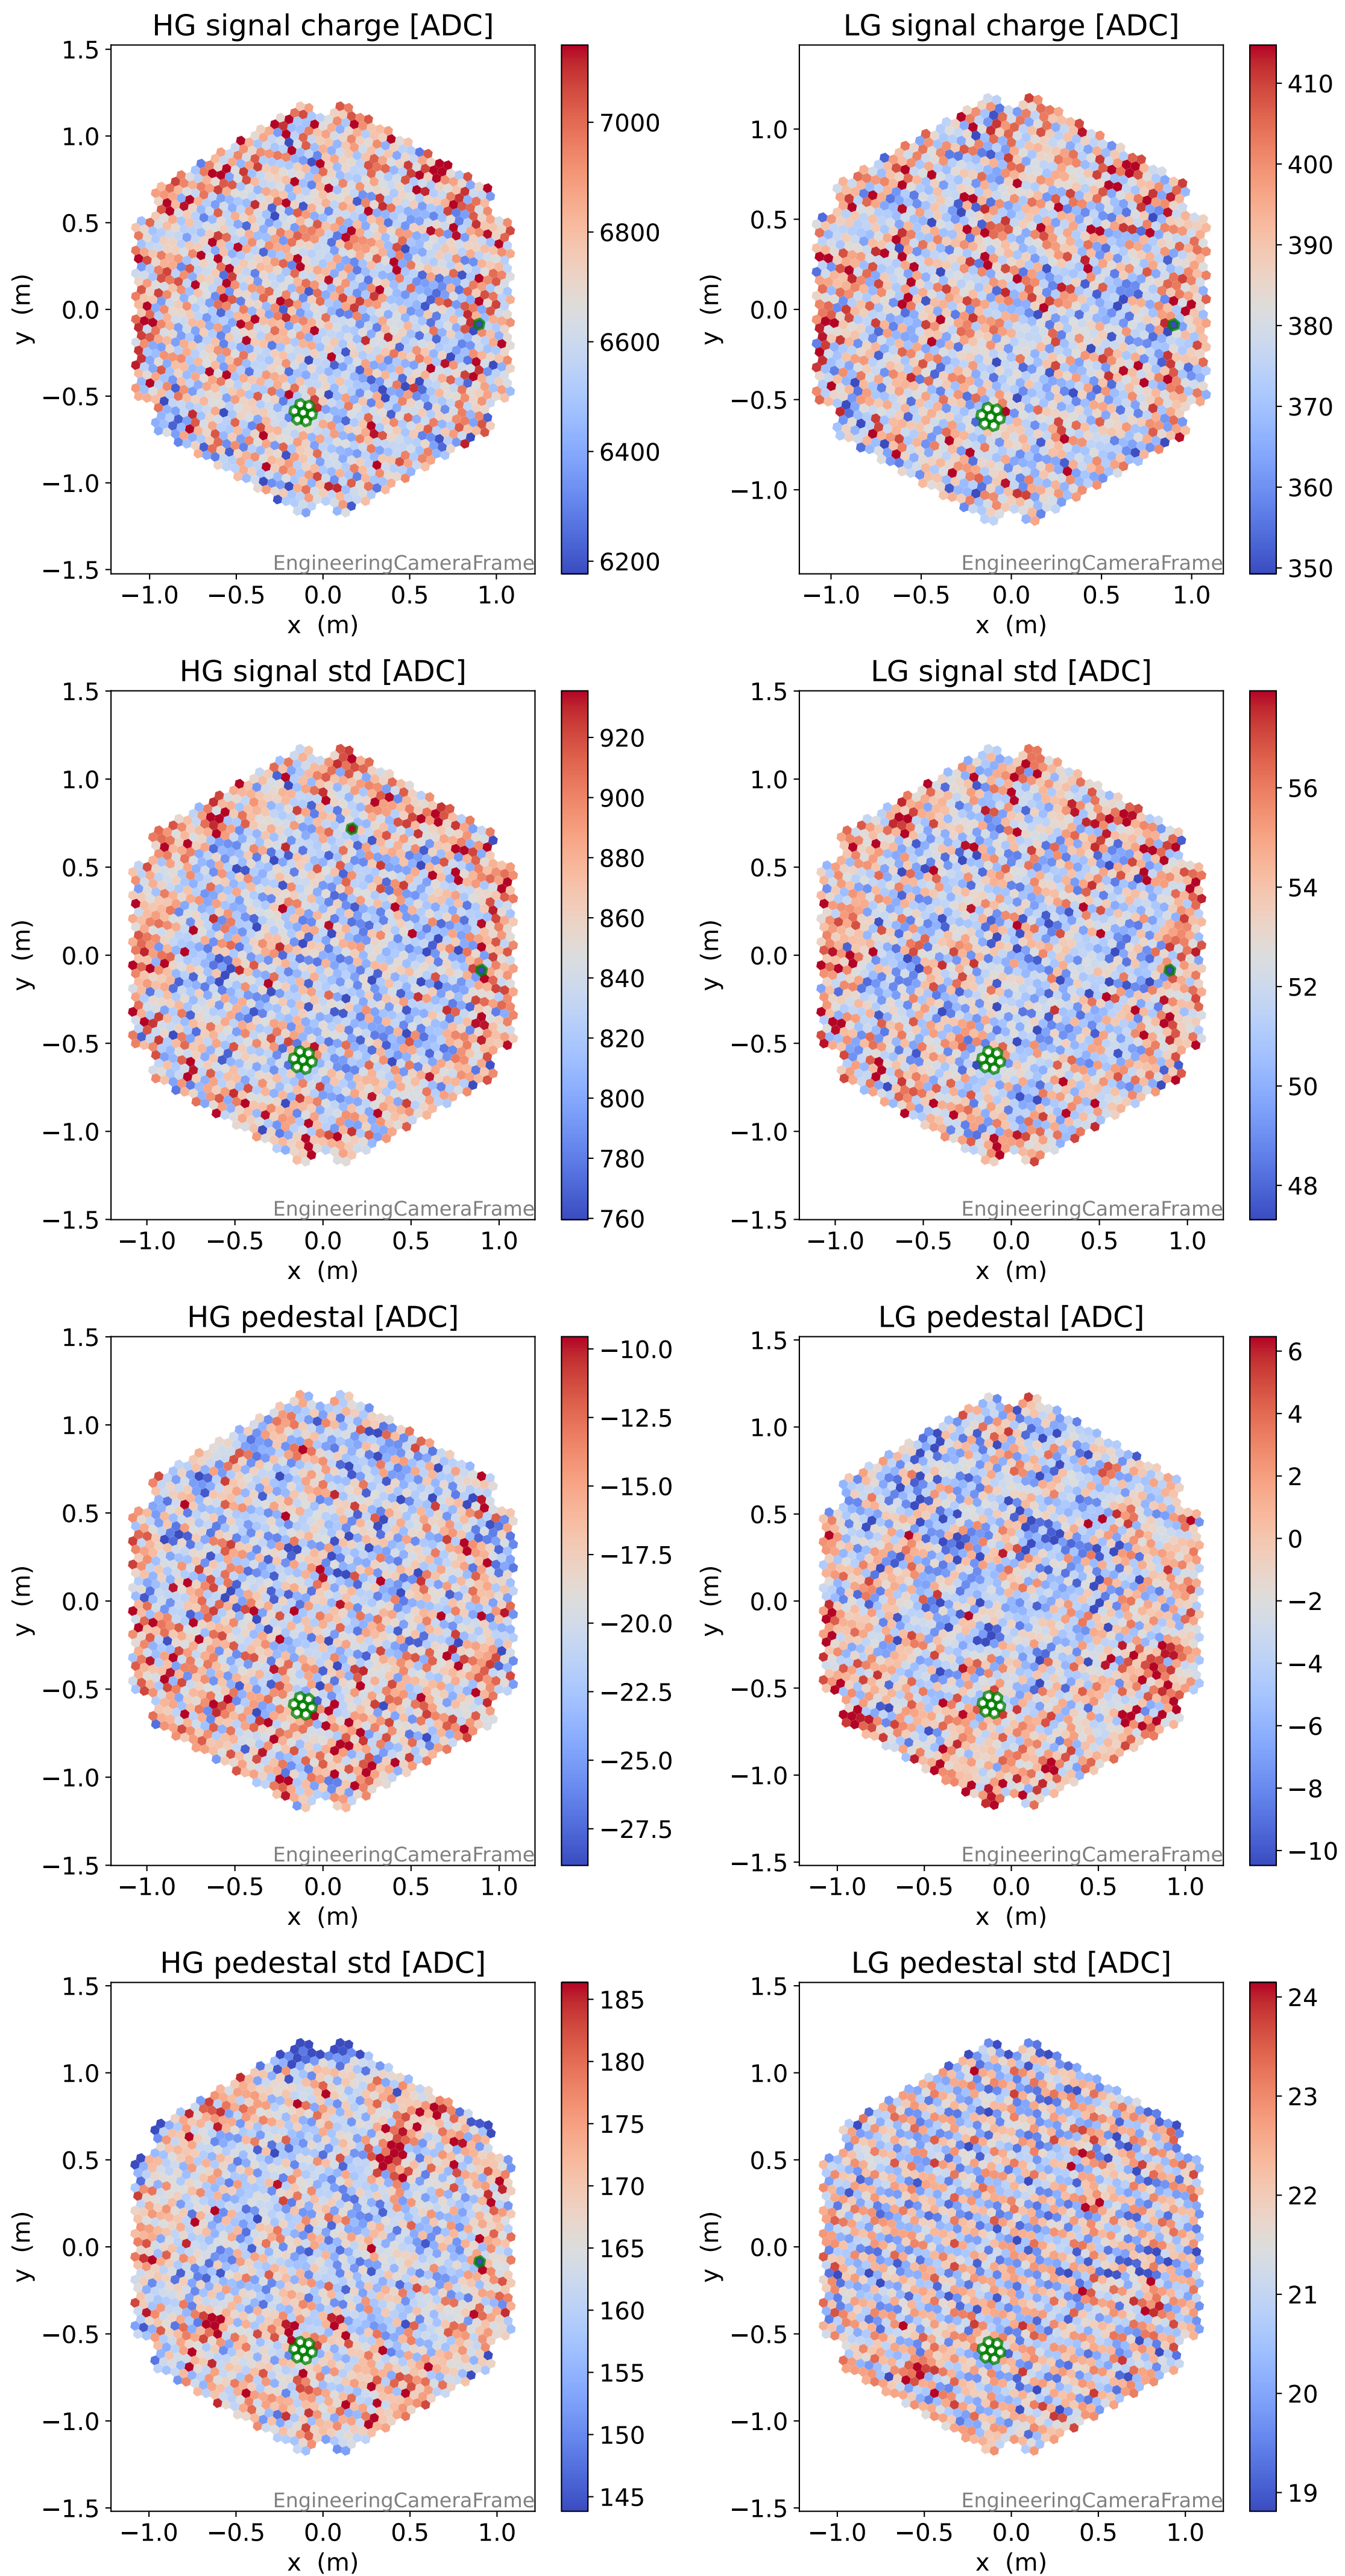 HG signal charge [ADC]
LG signal charge [ADC]
1.5
1.0
0.5
0.0
−0.5
−1.0
−1.5
y (m)
−1.0 −0.5 0.0 0.5 1.0
x (m)
EngineeringCameraFrame
7000
6800
6600
6400
6200
1.0
0.5
0.0
−0.5
−1.0
y (m)
−1.0 −0.5 0.0 0.5 1.0
x (m)
EngineeringCameraFrame
410
400
390
380
370
360
350
HG signal std [ADC]
LG signal std [ADC]
1.5
1.0
0.5
0.0
−0.5
−1.0
−1.5
y (m)
−1.0 −0.5 0.0 0.5 1.0
x (m)
EngineeringCameraFrame
920
900
880
860
840
820
800
780
760
1.5
1.0
0.5
0.0
−0.5
−1.0
−1.5
y (m)
−1.0 −0.5 0.0 0.5 1.0
x (m)
EngineeringCameraFrame
56
54
52
50
48
HG pedestal [ADC]
LG pedestal [ADC]
1.5
1.0
0.5
0.0
−0.5
−1.0
−1.5
y (m)
−1.0 −0.5 0.0 0.5 1.0
x (m)
EngineeringCameraFrame
−10.0
−12.5
−15.0
−17.5
−20.0
−22.5
−25.0
−27.5
1.5
1.0
0.5
0.0
−0.5
−1.0
−1.5
y (m)
−1.0 −0.5 0.0 0.5 1.0
x (m)
EngineeringCameraFrame
6
4
2
0
−2
−4
−6
−8
−10
HG pedestal std [ADC]
LG pedestal std [ADC]
1.5
1.0
0.5
0.0
−0.5
−1.0
−1.5
y (m)
−1.0 −0.5 0.0 0.5 1.0
x (m)
EngineeringCameraFrame
185
180
175
170
165
160
155
150
145
1.5
1.0
0.5
0.0
−0.5
−1.0
−1.5
y (m)
−1.0 −0.5 0.0 0.5 1.0
x (m)
EngineeringCameraFrame
24
23
22
21
20
19